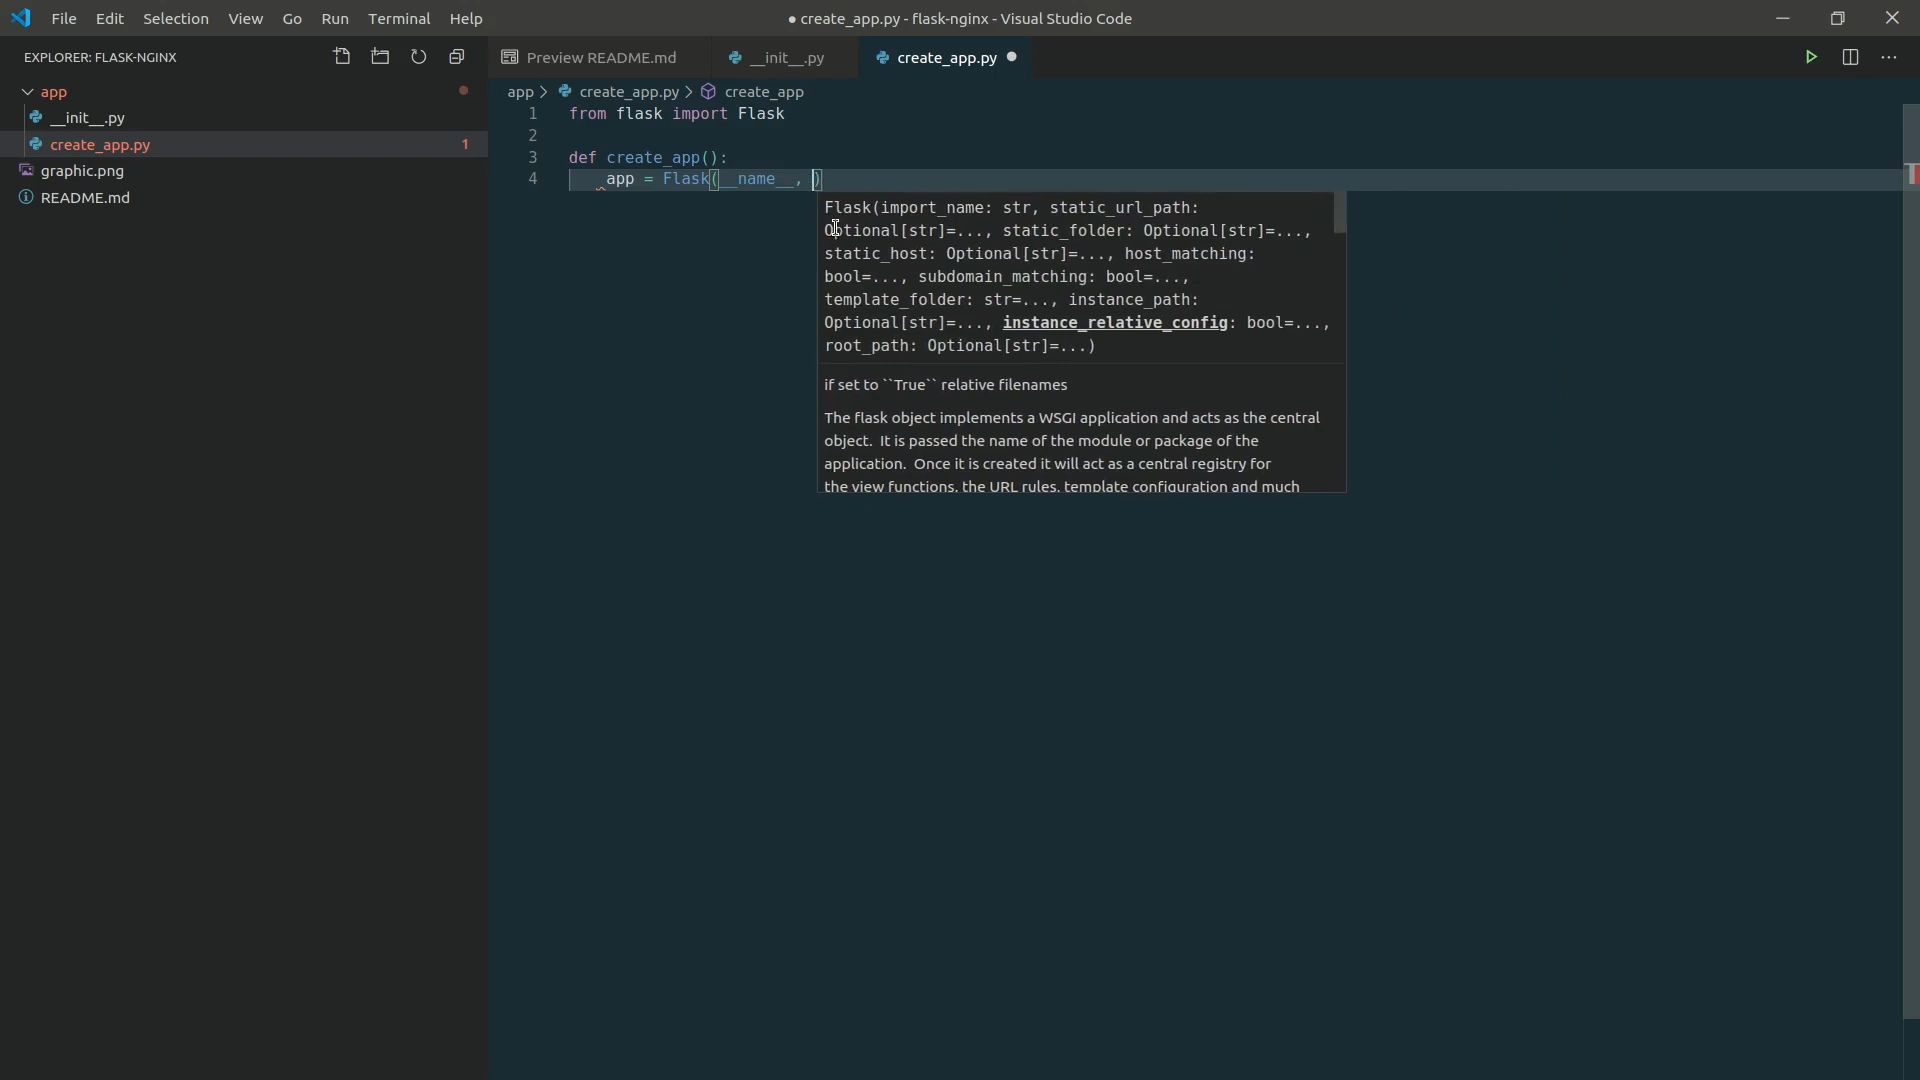 File Edit Selection View Go Run Terminal Help
● create_app.py - flask-nginx - Visual Studio Code
EXPLORER: FLASK-NGINX
app
__init__.py
create_app.py 1
graphic.png
README.md
Preview README.md
__init__.py
create_app.py
app > create_app.py > create_app
1 from flask import Flask
2
3 def create_app():
4 app = Flask(__name__, )
Flask(import_name: str, static_url_path:
Optional[str]=..., static_folder: Optional[str]=...,
static_host: Optional[str]=..., host_matching:
bool=..., subdomain_matching: bool=...,
template_folder: str=..., instance_path:
Optional[str]=..., instance_relative_config: bool=...,
root_path: Optional[str]=...)
if set to ``True`` relative filenames
The flask object implements a WSGI application and acts as the central
object. It is passed the name of the module or package of the
application. Once it is created it will act as a central registry for
the view functions, the URL rules, template configuration and much